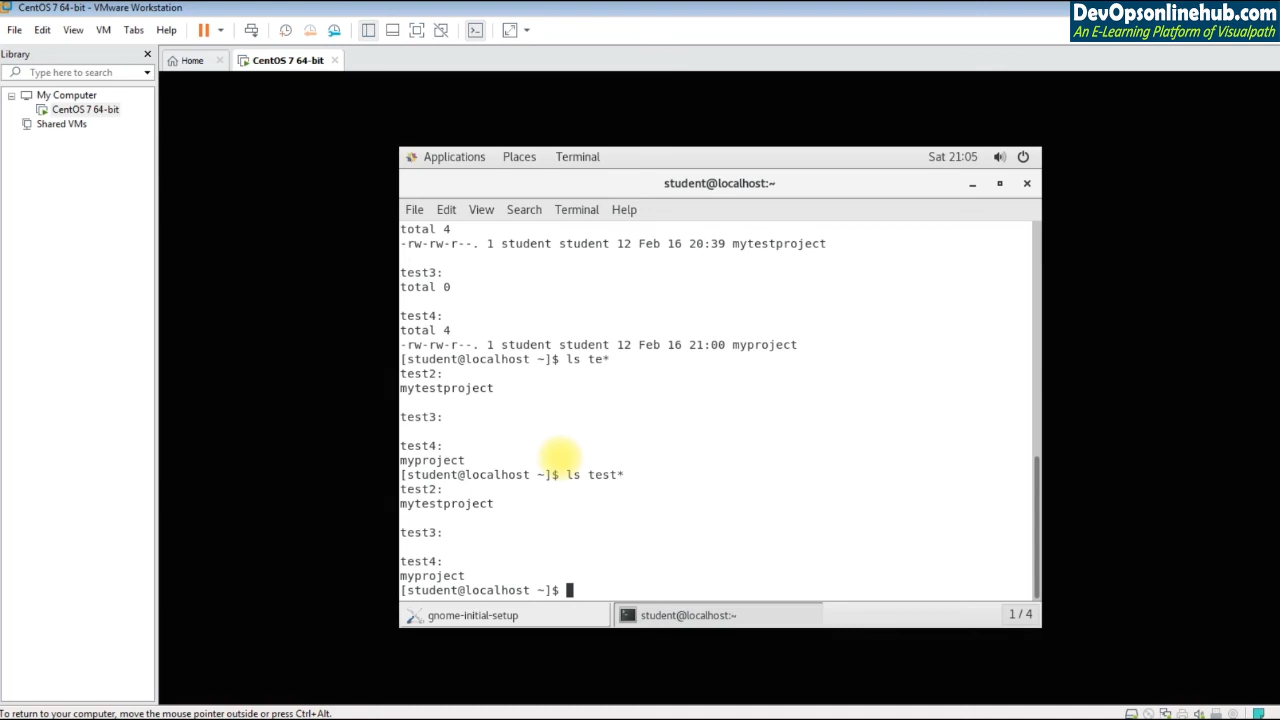 CentOS 7 64-bit - VMware Workstation
DevOpsonlinehub.com
An E-Learning Platform of Visualpath
File Edit View VM Tabs Help
Library
Type here to search
Home
CentOS 7 64-bit
My Computer
CentOS 7 64-bit
Shared VMs
Applications Places Terminal Sat 21:05
student@localhost:~
File Edit View Search Terminal Help
total 4
-rw-rw-r--. 1 student student 12 Feb 16 20:39 mytestproject
test3:
total 0
test4:
total 4
-rw-rw-r--. 1 student student 12 Feb 16 21:00 myproject
[student@localhost ~]$ ls te*
test2:
mytestproject
test3:
test4:
myproject
[student@localhost ~]$ ls test*
test2:
mytestproject
test3:
test4:
myproject
[student@localhost ~]$
gnome-initial-setup student@localhost:~ 1 / 4
To return to your computer, move the mouse pointer outside or press Ctrl+Alt.